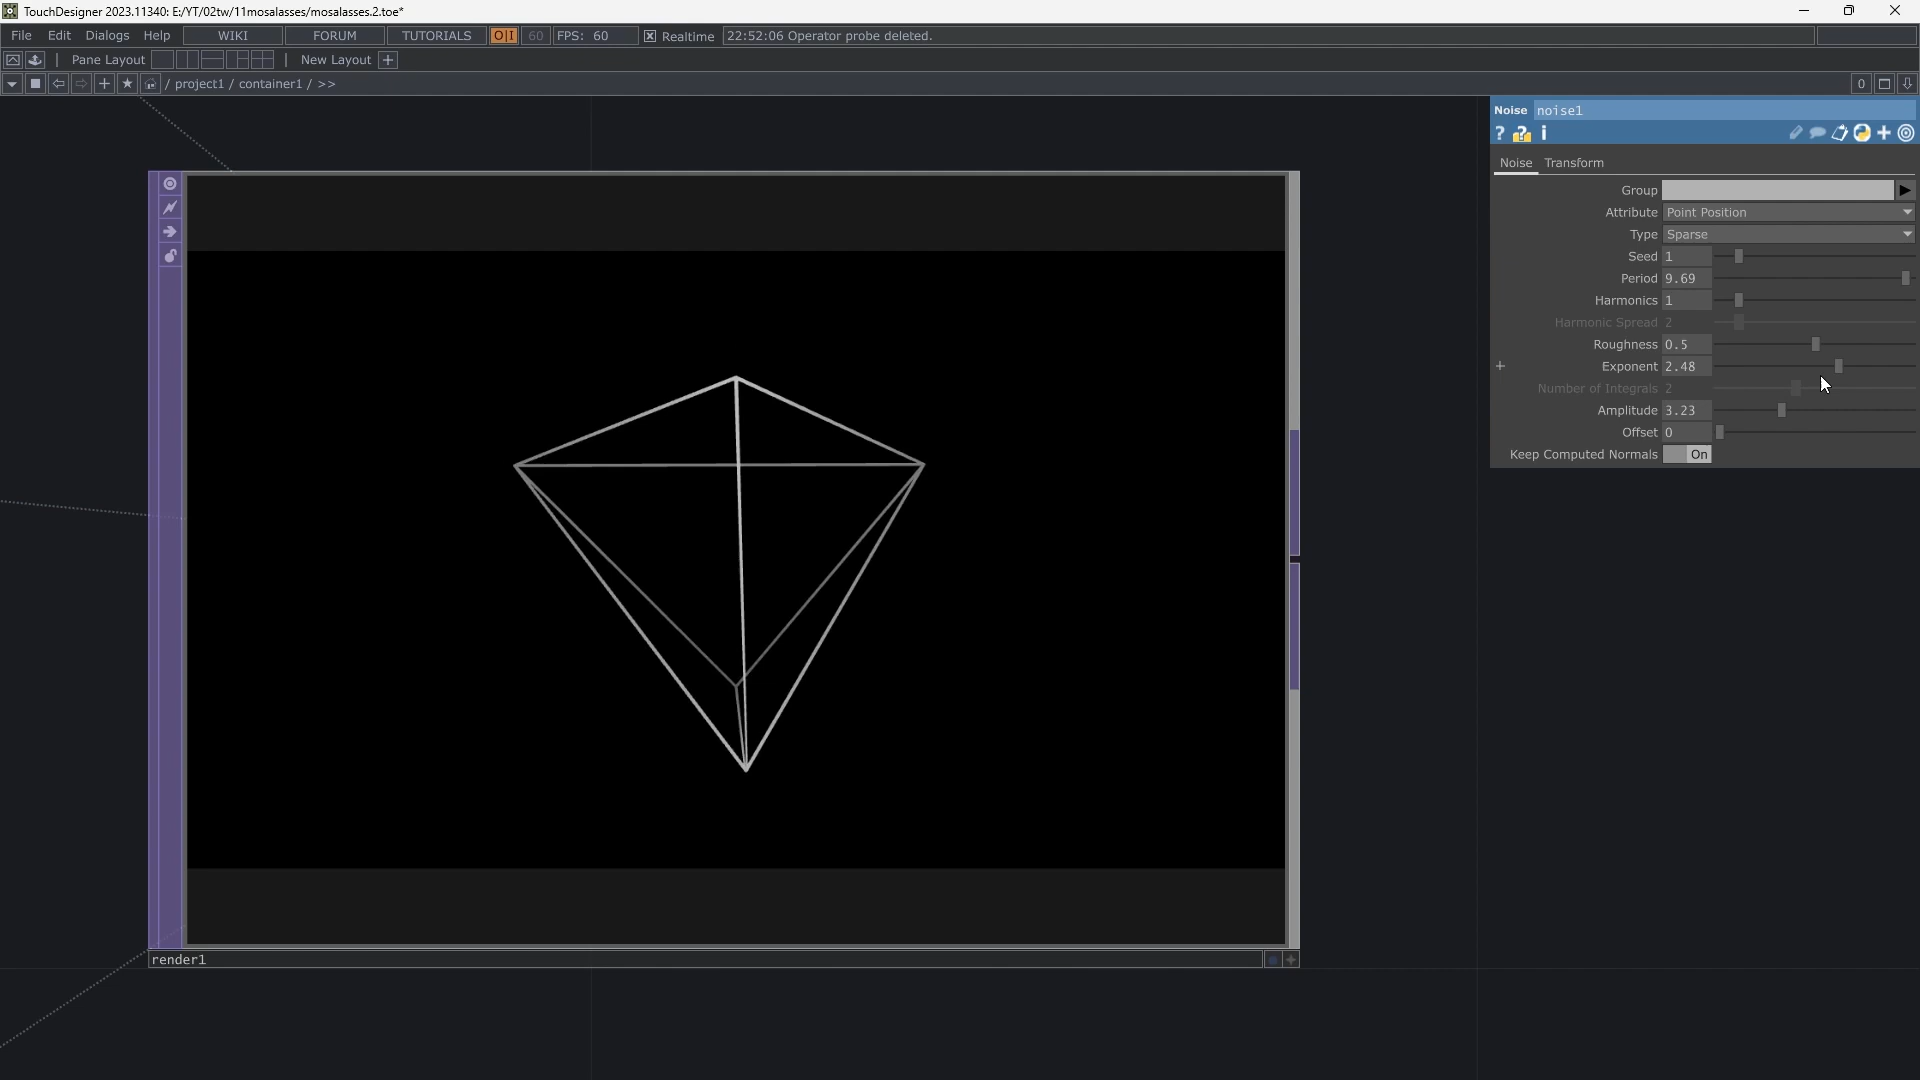 TouchDesigner 2023.11340: E:/YT/02tw/11mosalasses/mosalasses.2.toe*
File Edit Dialogs Help WIKI FORUM TUTORIALS O|I 60 FPS: 60 Realtime 22:52:06 Operator probe deleted.
Pane Layout New Layout +
/ project1 / container1 / >> 0
Noise noise1
? ? i
Noise Transform
Group
Attribute Point Position
Type Sparse
Seed 1
Period 9.69
Harmonics 1
Harmonic Spread 2
Roughness 0.5
+ Exponent 2.48
Number of Integrals 2
Amplitude 3.23
Offset 0
Keep Computed Normals On
render1